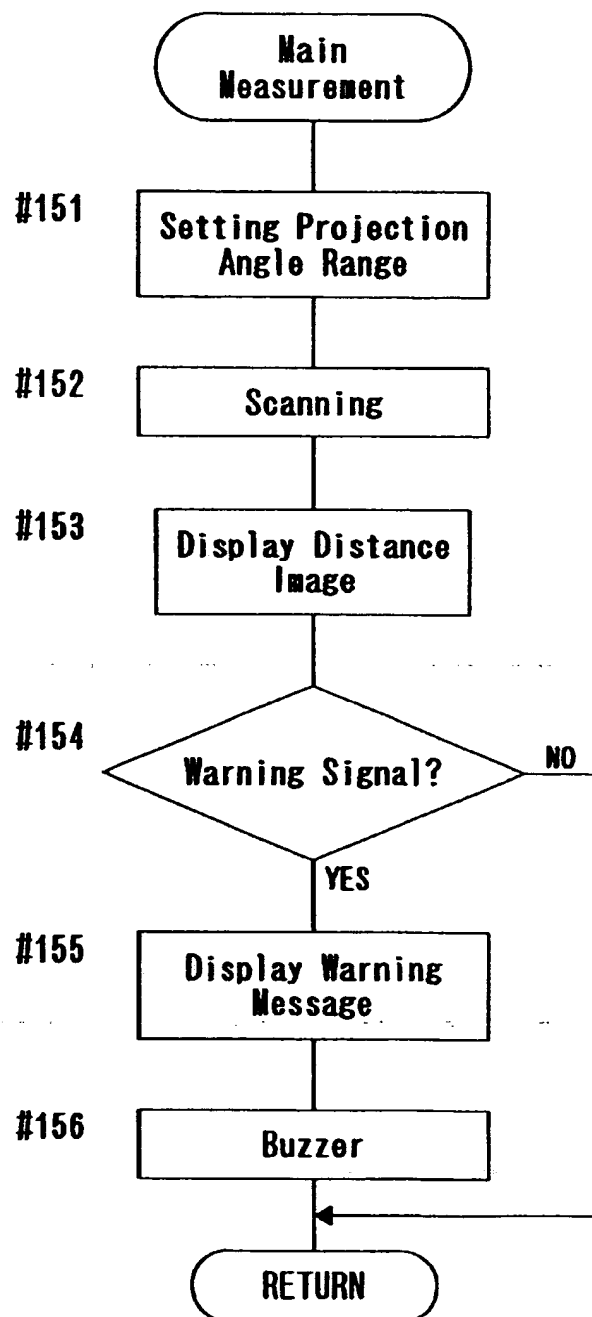 Main
Measurement
#151
Setting Projection
Angle Range
#152
Scanning
#153
Display Distance
Image
#154
Warning Signal?
NO
YES
#155
Display Warning
Message
#156
Buzzer
RETURN